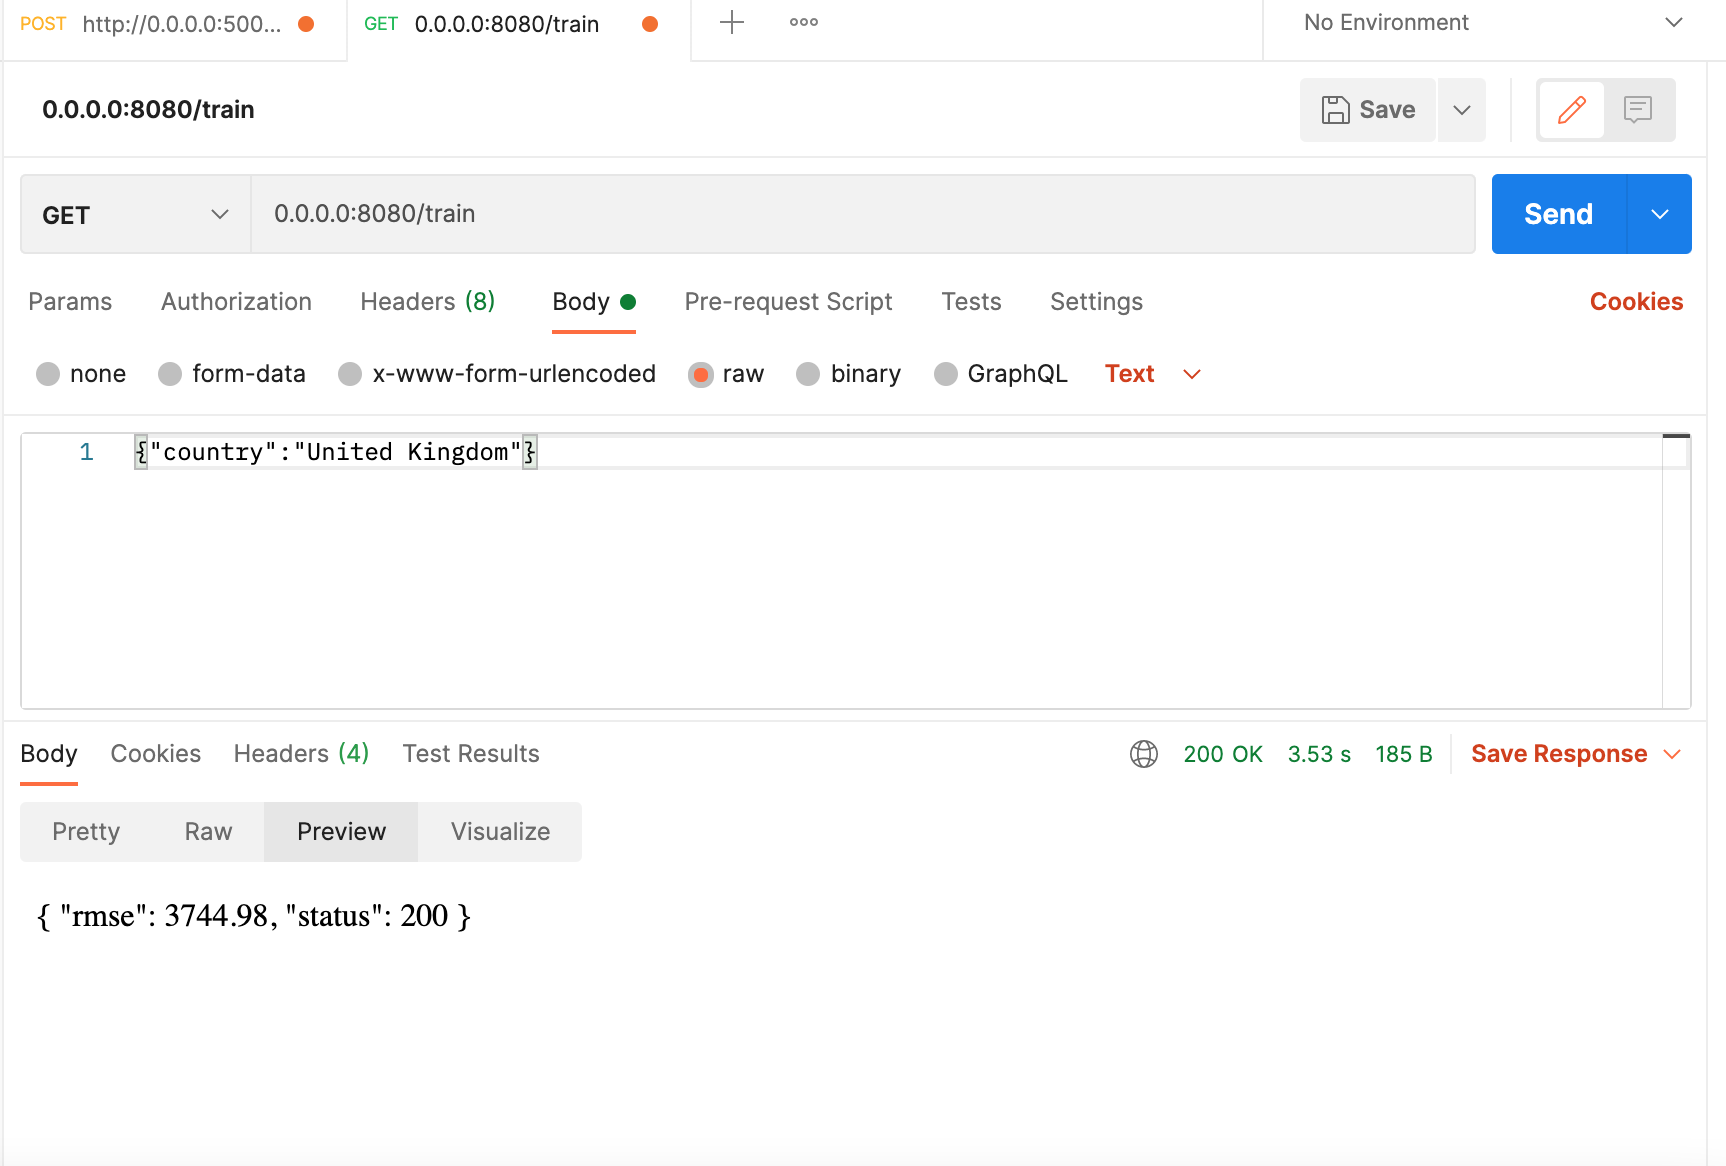 POST http://0.0.0.0:500... GET 0.0.0.0:8080/train No Environment
0.0.0.0:8080/train Save
GET 0.0.0.0:8080/train Send
Params Authorization Headers (8) Body Pre-request Script Tests Settings Cookies
none form-data x-www-form-urlencoded raw binary GraphQL Text
1 {"country":"United Kingdom"}
Body Cookies Headers (4) Test Results 200 OK 3.53 s 185 B Save Response
Pretty Raw Preview Visualize
{ "rmse": 3744.98, "status": 200 }